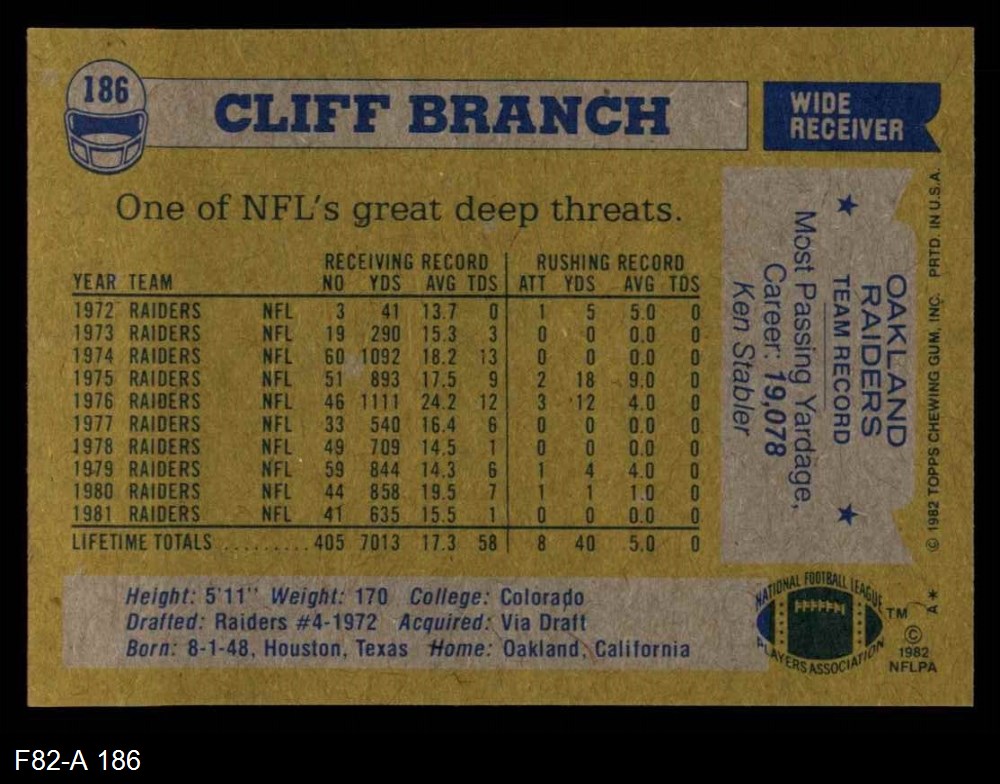 186
CLIFF BRANCH
WIDE
RECEIVER
One of NFL's great deep threats.
RECEIVING RECORD RUSHING RECORD
YEAR TEAM NO YDS AVG TDS ATT YDS AVG TDS
1972 RAIDERS NFL 3 41 13.7 0 1 5 5.0 0
1973 RAIDERS NFL 19 290 15.3 3 0 0 0.0 0
1974 RAIDERS NFL 60 1092 18.2 13 0 0 0.0 0
1975 RAIDERS NFL 51 893 17.5 9 2 18 9.0 0
1976 RAIDERS NFL 46 1111 24.2 12 3 12 4.0 0
1977 RAIDERS NFL 33 540 16.4 6 0 0 0.0 0
1978 RAIDERS NFL 49 709 14.5 1 0 0 0.0 0
1979 RAIDERS NFL 59 844 14.3 6 1 4 4.0 0
1980 RAIDERS NFL 44 858 19.5 7 1 1 1.0 0
1981 RAIDERS NFL 41 635 15.5 1 0 0 0.0 0
LIFETIME TOTALS ......... 405 7013 17.3 58 8 40 5.0 0
OAKLAND
RAIDERS
★ TEAM RECORD ★
Most Passing Yardage,
Career: 19,078
Ken Stabler
© 1982 TOPPS CHEWING GUM, INC. PRTD. IN U.S.A.
Height: 5'11" Weight: 170 College: Colorado
Drafted: Raiders #4-1972 Acquired: Via Draft
Born: 8-1-48, Houston, Texas Home: Oakland, California
NATIONAL FOOTBALL LEAGUE
PLAYERS ASSOCIATION
TM
A*
©
1982
NFLPA
F82-A 186